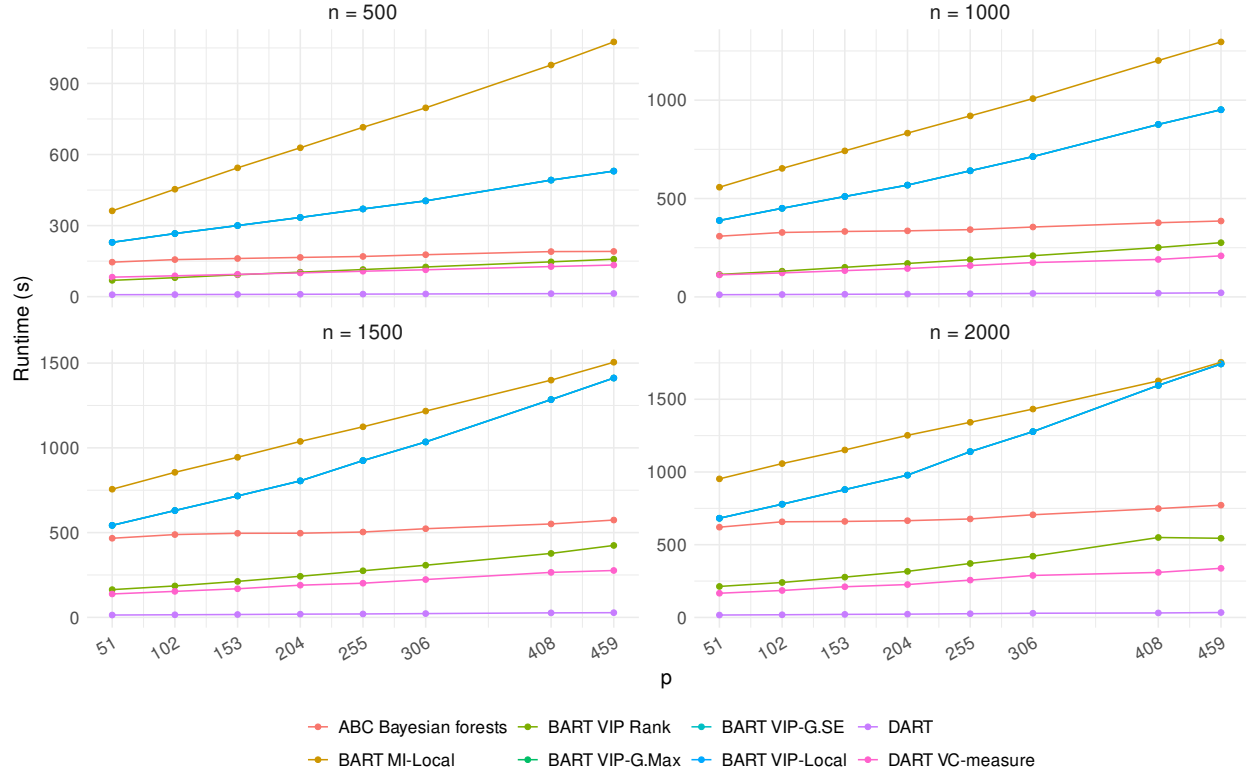 n = 500
n = 1000
900
600
300
0
1000
500
0
Runtime (s)
n = 1500
n = 2000
1500
1000
500
0
1500
1000
500
0
51 102 153 204 255 306 408 459
51 102 153 204 255 306 408 459
p
ABC Bayesian forests BART VIP Rank BART VIP-G.SE DART
BART MI-Local BART VIP-G.Max BART VIP-Local DART VC-measure